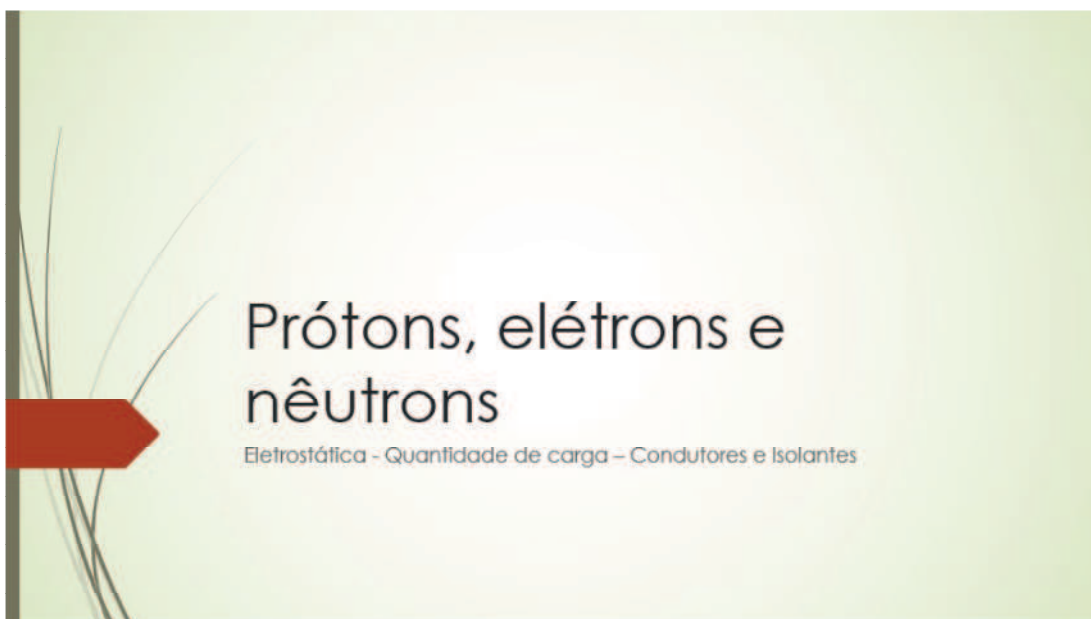 Prótons, elétrons e
nêutrons
Eletrostática - Quantidade de carga – Condutores e Isolantes